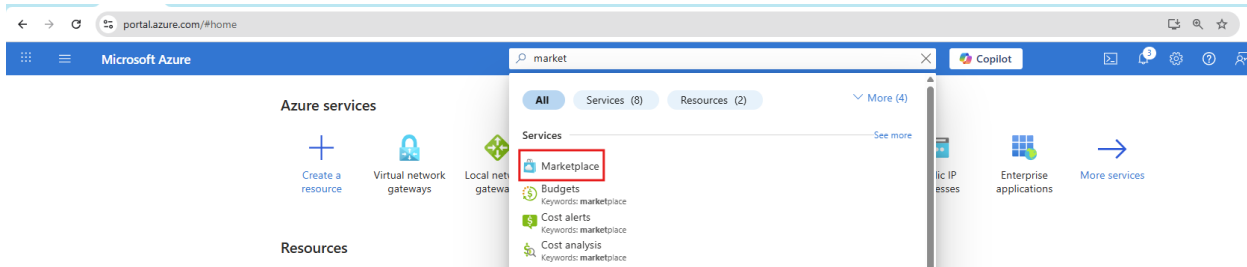 portal.azure.com/#home
Microsoft Azure
market
Copilot
3
All
Services (8)
Resources (2)
More (4)
Azure services
Services
See more
Create a
resource
Virtual network
gateways
Local net
gatewa
Marketplace
Budgets
Keywords: marketplace
Cost alerts
Keywords: marketplace
Cost analysis
Keywords: marketplace
lic IP
esses
Enterprise
applications
More services
Resources